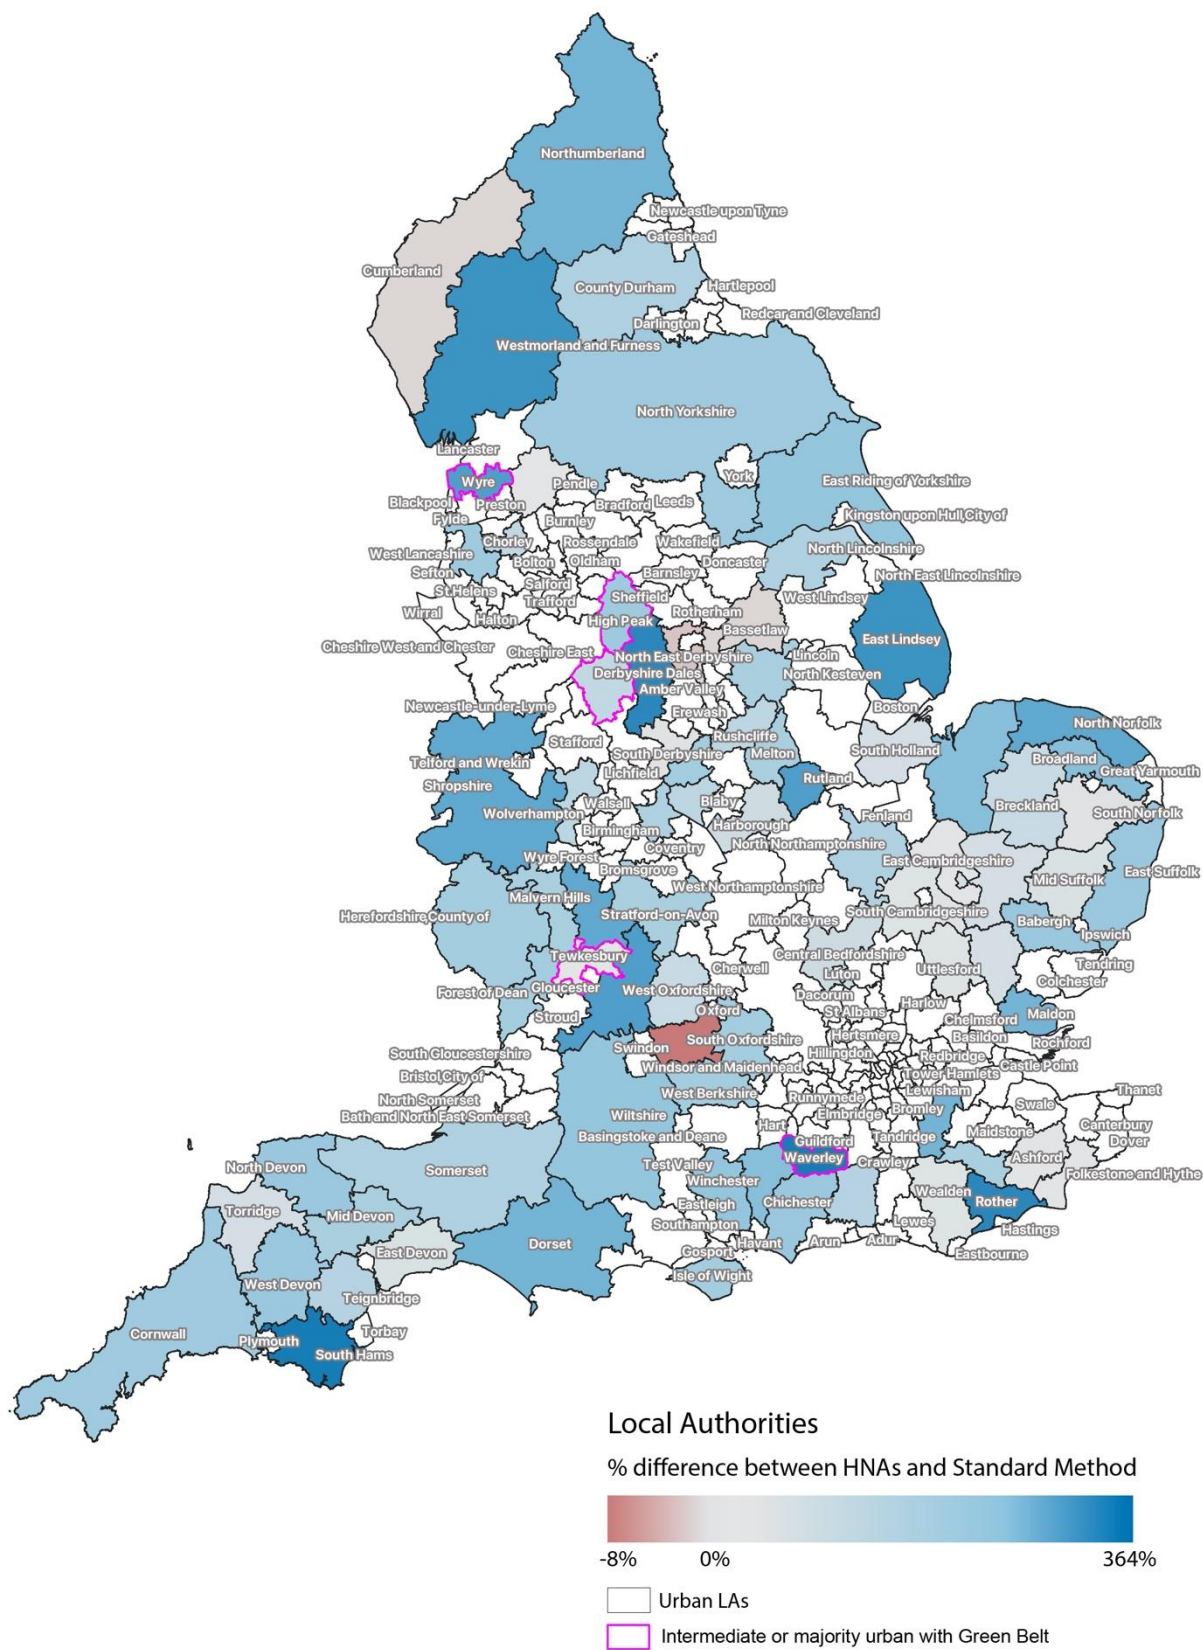 Northumberland
Newcastle upon Tyne
Gateshead
Cumberland
County Durham
Hartlepool
Redcar and Cleveland
Darlington
Westmorland and Furness
North Yorkshire
Lancaster
Wyre
Pendle
York
East Riding of Yorkshire
Blackpool
Preston
Bradford
Leeds
Fylde
Burnley
Kingston upon Hull,City of
Chorley
Rossendale
Wakefield
West Lancashire
Bolton
Oldham
North Lincolnshire
Sefton
Barnsley
Doncaster
North East Lincolnshire
St.Helens
Salford
Sheffield
West Lindsey
Trafford
Rotherham
Wirral
Halton
High Peak
Bassetlaw
East Lindsey
Cheshire West and Chester
Cheshire East
North East Derbyshire
Lincoln
Derbyshire Dales
North Kesteven
Amber Valley
Newcastle-under-Lyme
Erewash
Boston
North Norfolk
Stafford
Rushcliffe
South Holland
South Derbyshire
Melton
Broadland
Telford and Wrekin
Great Yarmouth
Lichfield
Rutland
Shropshire
Walsall
Blaby
Breckland
Wolverhampton
Fenland
South Norfolk
Birmingham
Harborough
Coventry
North Northamptonshire
Wyre Forest
East Cambridgeshire
Bromsgrove
East Suffolk
Mid Suffolk
West Northamptonshire
Malvern Hills
Herefordshire,County of
Stratford-on-Avon
South Cambridgeshire
Babergh
Milton Keynes
Ipswich
Tewkesbury
Central Bedfordshire
Tendring
Cherwell
Luton
Uttlesford
Colchester
Forest of Dean
Gloucester
West Oxfordshire
Dacorum
Harlow
Oxford
St Albans
Maldon
Stroud
Chelmsford
Hertsmere
Basildon
Swindon
South Oxfordshire
Rochford
South Gloucestershire
Hillingdon
Redbridge
Windsor and Maidenhead
Castle Point
Bristol,City of
Tower Hamlets
West Berkshire
Lewisham
Thanet
North Somerset
Runnymede
Swale
Wiltshire
Elmbridge
Bromley
Bath and North East Somerset
Hart
Canterbury
Basingstoke and Deane
Guildford
Tandridge
Maidstone
Dover
Waverley
Ashford
North Devon
Somerset
Test Valley
Crawley
Folkestone and Hythe
Winchester
Wealden
Torridge
Eastleigh
Chichester
Rother
Mid Devon
Southampton
Lewes
Hastings
East Devon
Dorset
Gosport
Havant
Arun
Adur
Eastbourne
Isle of Wight
West Devon
Teignbridge
Cornwall
Plymouth
Torbay
South Hams
Local Authorities
% difference between HNAs and Standard Method
-8% 0% 364%
Urban LAs
Intermediate or majority urban with Green Belt